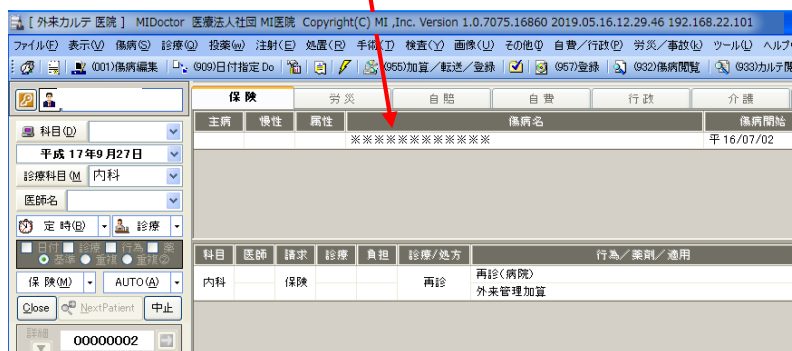 [ 外来カルテ 医院 ] MIDoctor 医療法人社団 MI医院 Copyright(C) MI ,Inc. Version 1.0.7075.16860 2019.05.16.12.29.46 192.168.22.101
ファイル(F) 表示(V) 傷病(S) 診療(Q) 投薬(w) 注射(E) 処置(R) 手術(T) 検査(Y) 画像(U) その他(I) 自費/行政(P) 労災/事故(k) ツール(L) ヘルプ
(001)傷病編集 (909)日付指定 Do (955)加算/転送/登録 (957)登録 (932)傷病閲覧 (933)カルテ閲
保 険 労 災 自 賠 自 費 行 政 介 護
主病 慢性 属性 傷病名 傷病開始
※※※※※※※※※※※※ 平 16/07/02
科目(D)
平成 17年9月27日
診療科目(M 内科
医師名
定 時(B) 診療
日付 診療 行為 薬
基準 重複 重複②
保 険(M) AUTO(A)
Close NextPatient 中止
詳細 00000002
科目 医師 請求 診療 負担 診療/処方 行為/薬剤/適用
内科 保険 再診 再診(病院)
外来管理加算